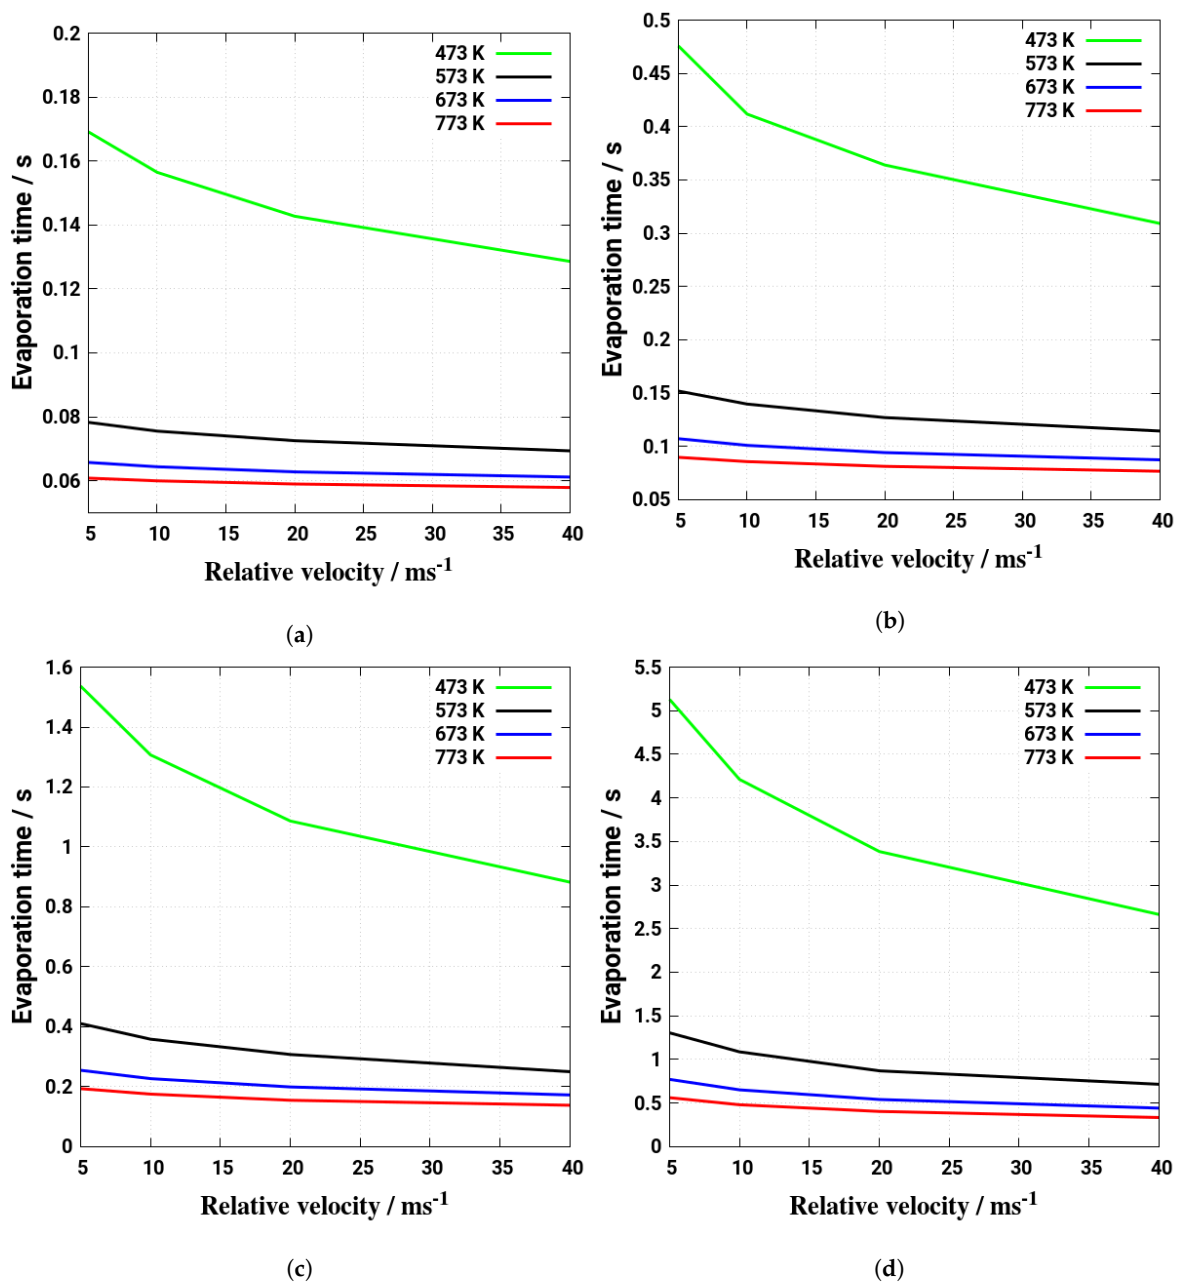 0.2
0.18
0.16
0.14
0.12
0.1
0.08
0.06
Evaporation time / s
473 K
573 K
673 K
773 K
5 10 15 20 25 30 35 40
Relative velocity / ms-1
(a)
0.5
0.45
0.4
0.35
0.3
0.25
0.2
0.15
0.1
0.05
Evaporation time / s
473 K
573 K
673 K
773 K
5 10 15 20 25 30 35 40
Relative velocity / ms-1
(b)
1.6
1.4
1.2
1
0.8
0.6
0.4
0.2
0
Evaporation time / s
473 K
573 K
673 K
773 K
5 10 15 20 25 30 35 40
Relative velocity / ms-1
(c)
5.5
5
4.5
4
3.5
3
2.5
2
1.5
1
0.5
0
Evaporation time / s
473 K
573 K
673 K
773 K
5 10 15 20 25 30 35 40
Relative velocity / ms-1
(d)